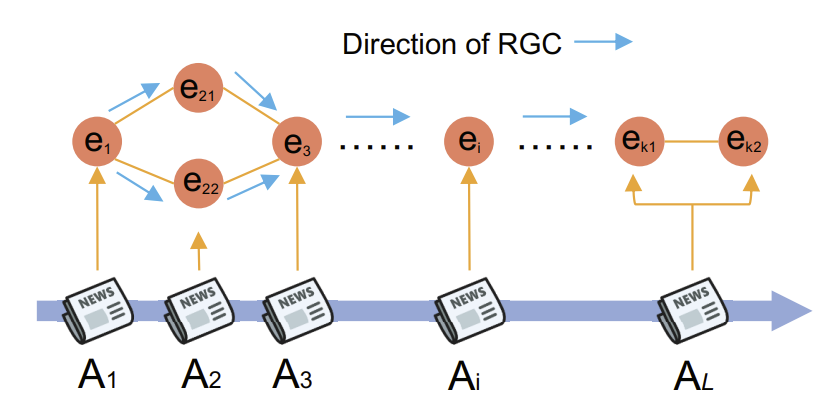 Direction of RGC
e21
e1 e3 ...... ei ...... ek1 ek2
e22
NEWS NEWS NEWS NEWS NEWS
A1 A2 A3 Ai AL